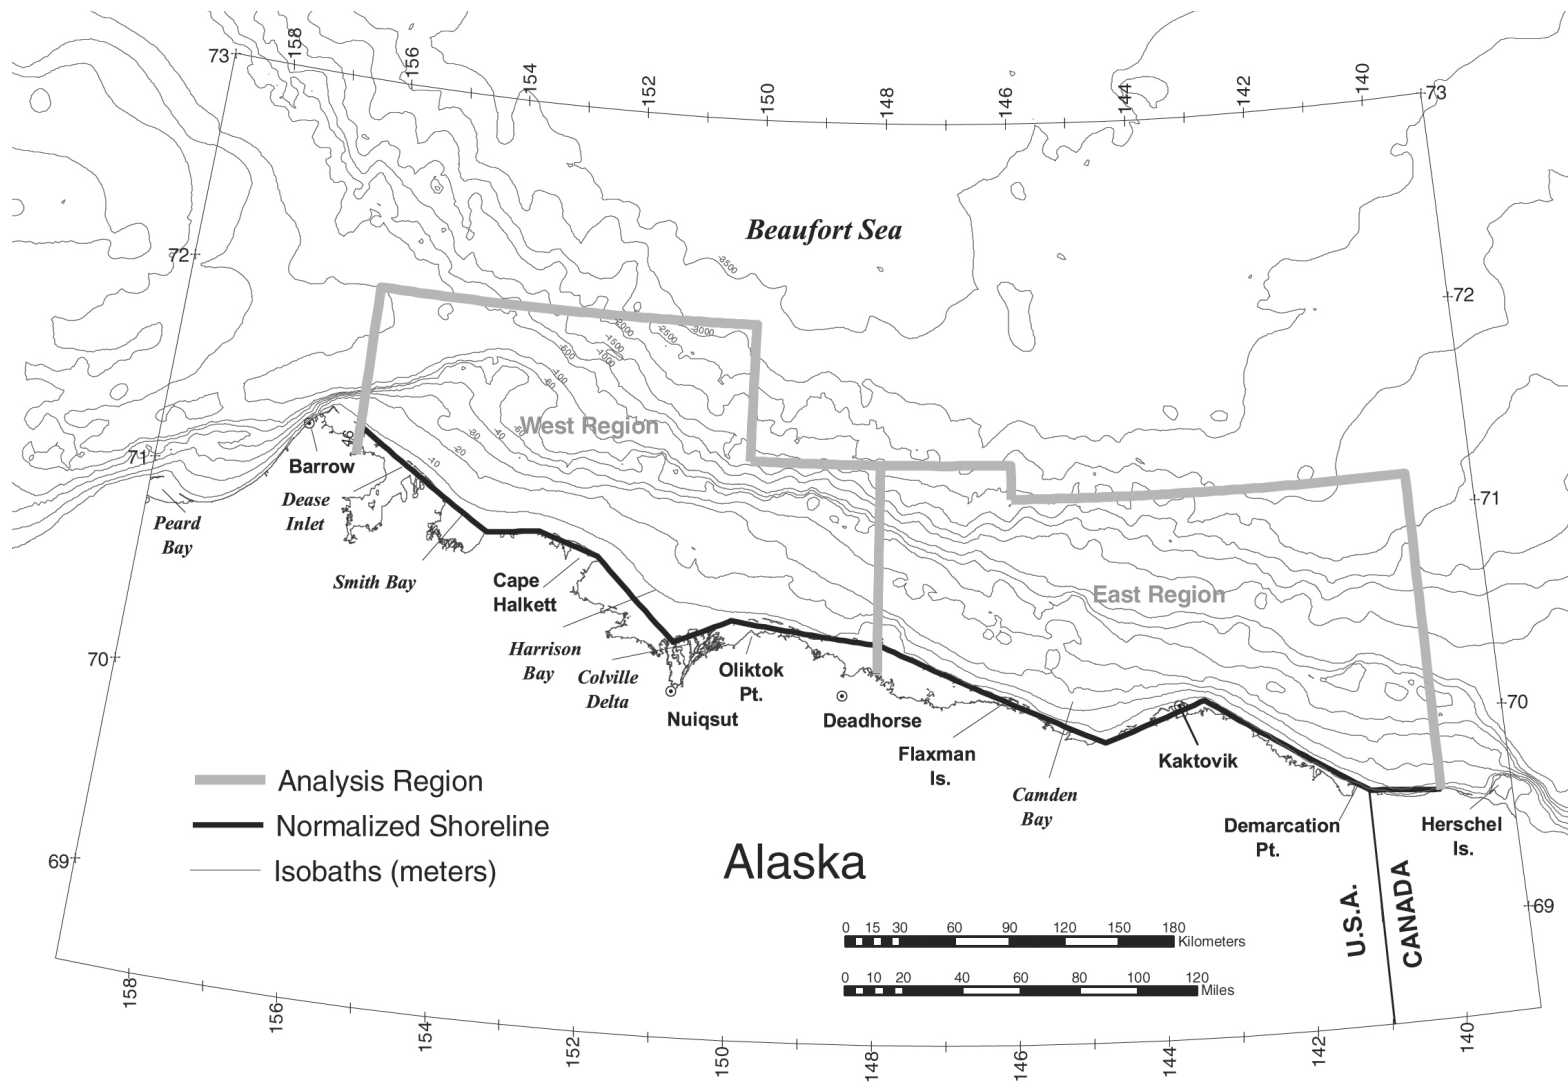 73
158
156
154
152
150
148
146
144
142
140
73
72
Beaufort Sea
-3500
72
-2000
-2500
-3000
-1500
-500
-1000
-100
-60
West Region
-30
-40
-20
-10
71
Barrow
Dease
Inlet
Peard
Bay
71
Smith Bay
Cape
Halkett
East Region
Harrison
Bay
Colville
Delta
70
Oliktok
Pt.
Nuiqsut
Deadhorse
Flaxman
Is.
Camden
Bay
Kaktovik
70
Demarcation
Pt.
Herschel
Is.
Analysis Region
Normalized Shoreline
Isobaths (meters)
Alaska
69
69
U.S.A.
CANADA
0 15 30 60 90 120 150 180
Kilometers
0 10 20 40 60 80 100 120
Miles
158
156
154
152
150
148
146
144
142
140